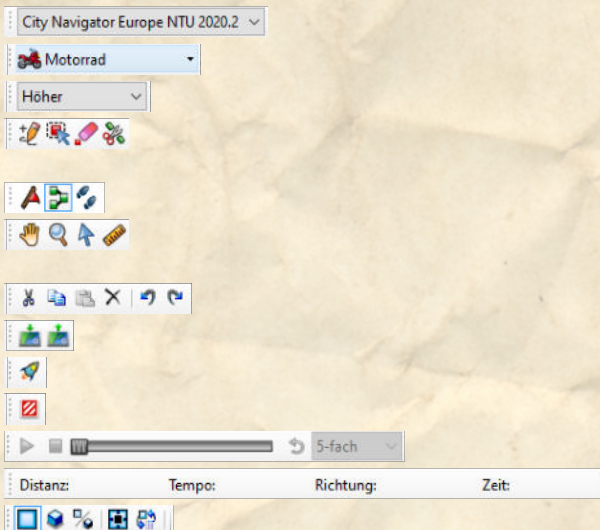 City Navigator Europe NTU 2020.2
Motorrad
Höher
5-fach
Distanz: Tempo: Richtung: Zeit: